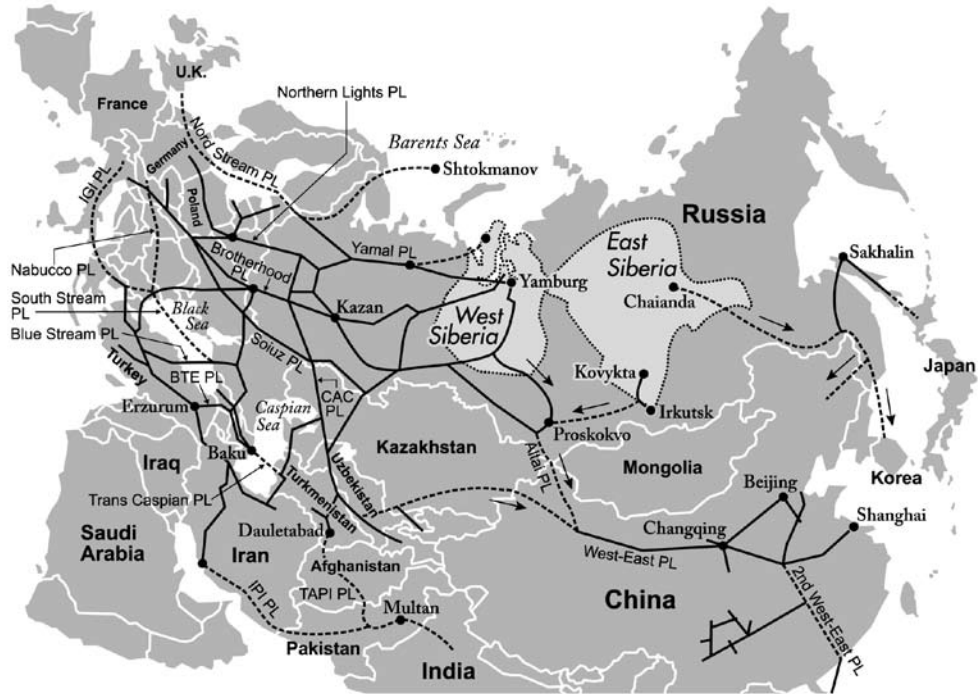 U.K.
Northern Lights PL
France
Nord Stream PL
Barents Sea
Shtokmanov
Germany
IGI PL
Poland
Russia
East
Siberia
Sakhalin
Nabucco PL
Brotherhood
PL
Yamal PL
Yamburg
Chaianda
South Stream
PL
Black
Sea
Kazan
West
Siberia
Blue Stream PL
Soiuz PL
Japan
Turkey
BTE PL
CAC
PL
Kovykta
Erzurum
Caspian
Sea
Irkutsk
Proskokvo
Kazakhstan
Iraq
Baku
Uzbekistan
Altai PL
Mongolia
Korea
Trans Caspian PL
Turkmenistan
Beijing
Saudi
Arabia
Dauletabad
Changqing
Shanghai
Iran
Afghanistan
West-East PL
IPI PL
TAPI PL
Multan
China
2nd West-East PL
Pakistan
India